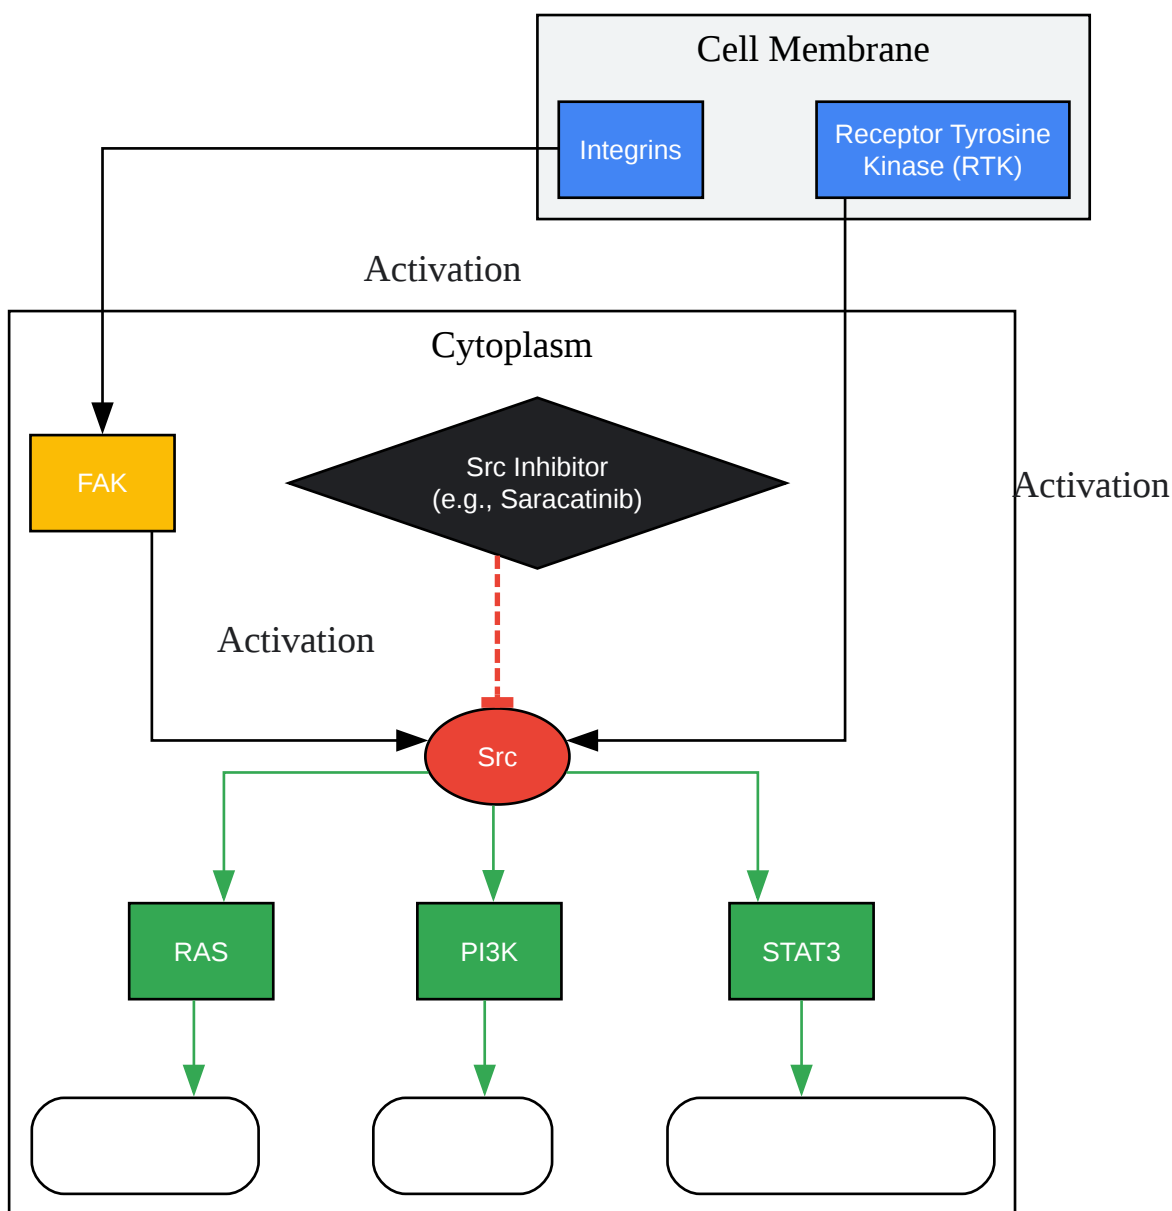 Cell Membrane
Integrins
Receptor Tyrosine
Kinase (RTK)
Activation
Cytoplasm
FAK
Src Inhibitor
(e.g., Saracatinib)
Activation
Activation
Src
RAS
PI3K
STAT3